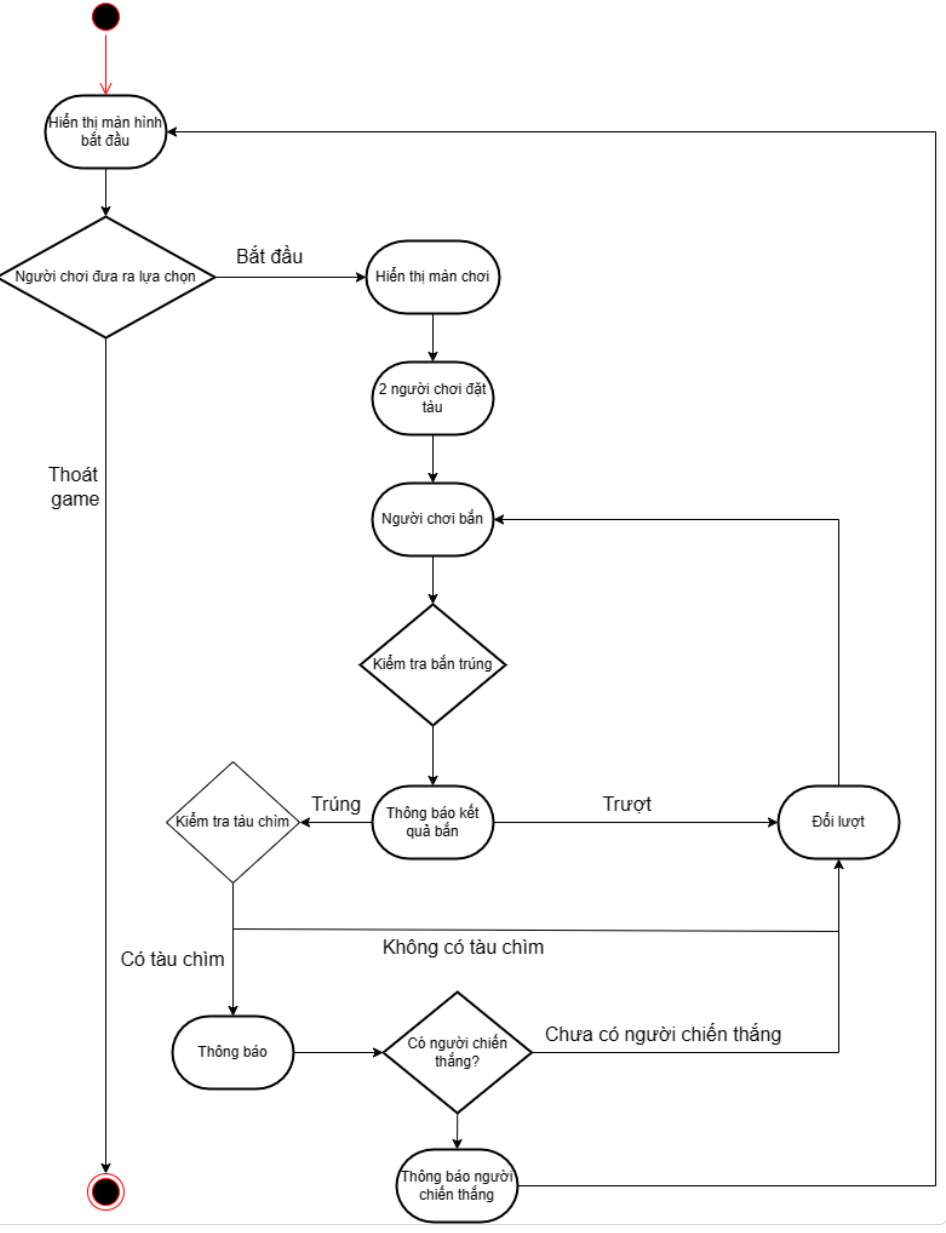 Hiển thị màn hình
bắt đầu
Người chơi đưa ra lựa chọn
Bắt đầu
Hiển thị màn chơi
2 người chơi đặt
tàu
Thoát
game
Người chơi bắn
Kiểm tra bắn trúng
Kiểm tra tàu chìm
Trúng
Thông báo kết
quả bắn
Trượt
Đổi lượt
Có tàu chìm
Không có tàu chìm
Thông báo
Có người chiến
thắng?
Chưa có người chiến thắng
Thông báo người
chiến thắng